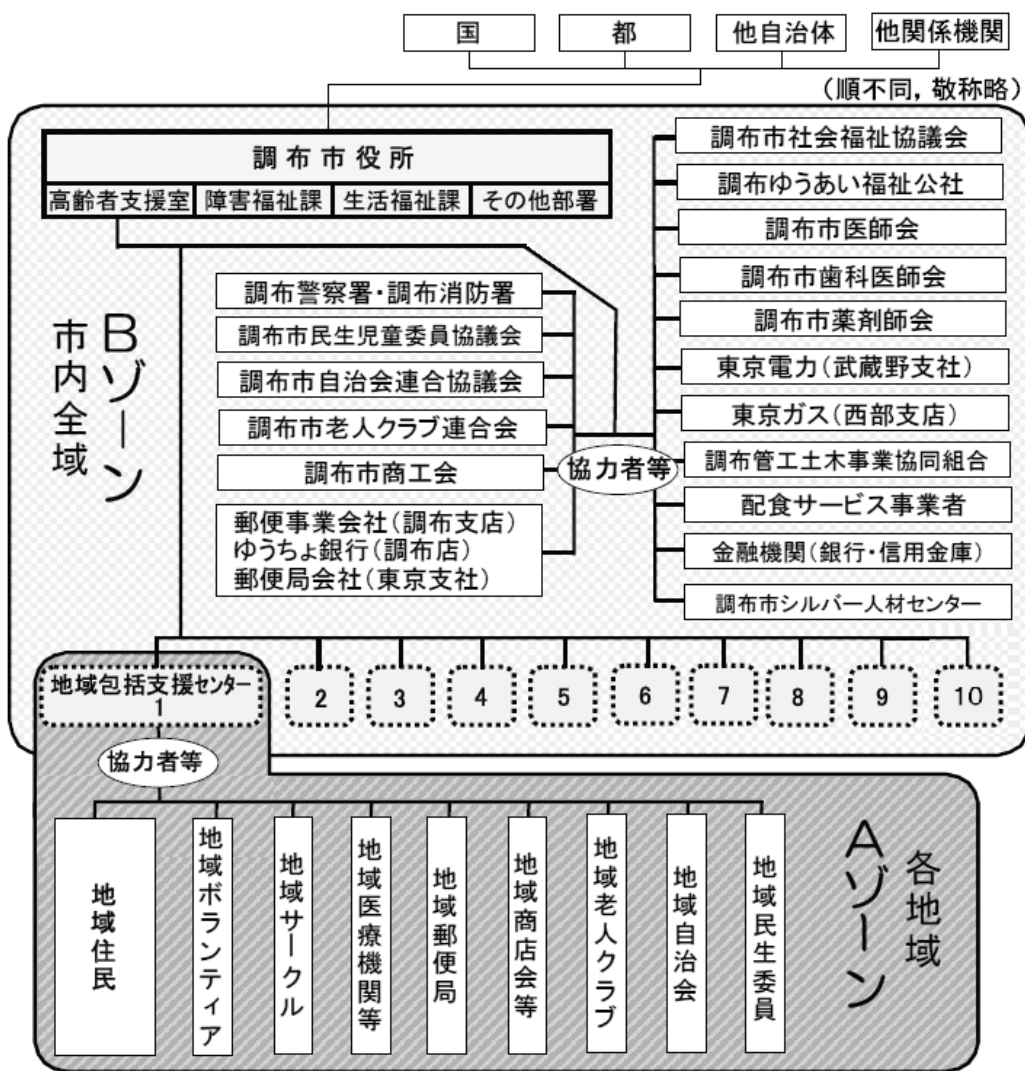 国
都
他自治体
他関係機関
(順不同，敬称略)
調布市役所
高齢者支援室
障害福祉課
生活福祉課
その他部署
Bゾーン
市内全域
調布警察署・調布消防署
調布市民生児童委員協議会
調布市自治会連合協議会
調布市老人クラブ連合会
調布市商工会
郵便事業会社(調布支店)
ゆうちょ銀行(調布店)
郵便局会社(東京支社)
協力者等
調布市社会福祉協議会
調布ゆうあい福祉公社
調布市医師会
調布市歯科医師会
調布市薬剤師会
東京電力(武蔵野支社)
東京ガス(西部支店)
調布管工土木事業協同組合
配食サービス事業者
金融機関(銀行・信用金庫)
調布市シルバー人材センター
地域包括支援センター
1
2
3
4
5
6
7
8
9
10
協力者等
地域住民
地域ボランティア
地域サークル
地域医療機関等
地域郵便局
地域商店会等
地域老人クラブ
地域自治会
地域民生委員
Aゾーン
各地域